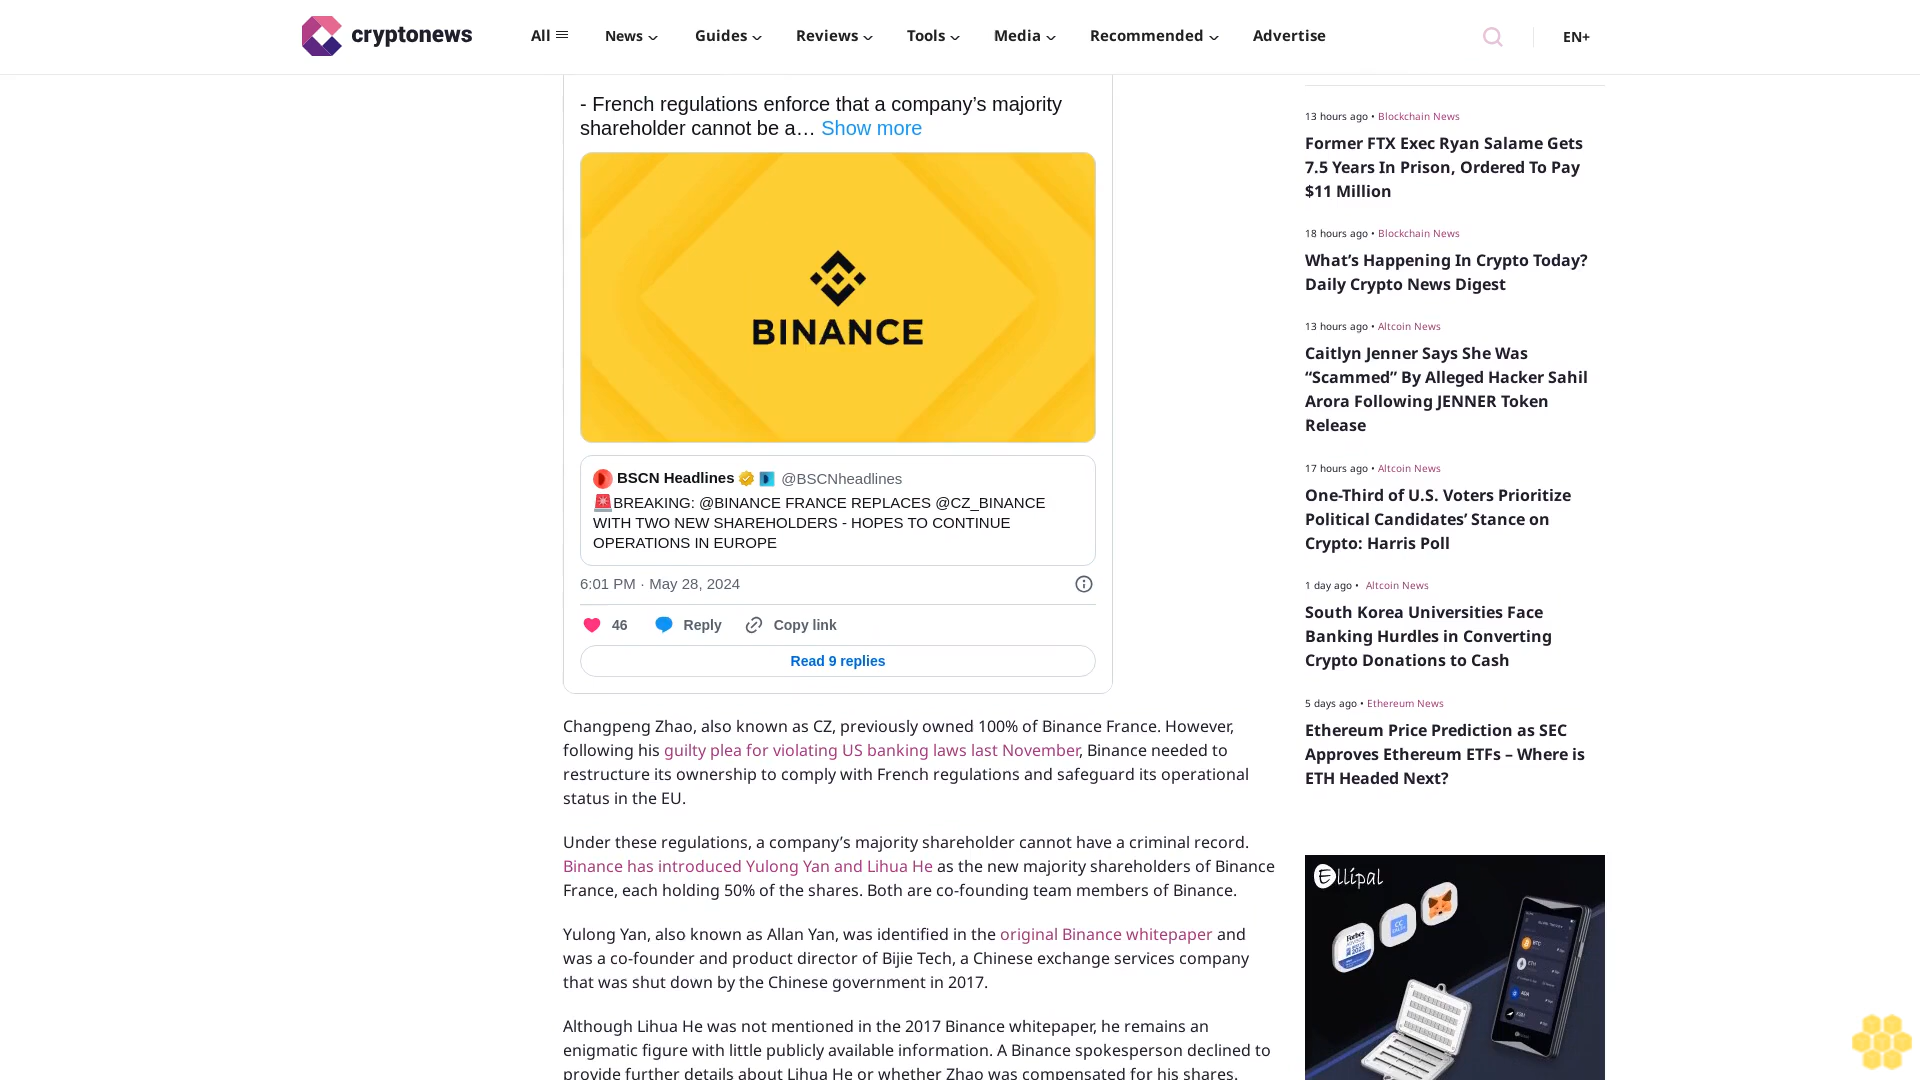 cryptonews
All
News
Guides
Reviews
Tools
Media
Recommended
Advertise
EN+
- French regulations enforce that a company’s majority
shareholder cannot be a… Show more
BINANCE
BSCN Headlines @BSCNheadlines
🚨BREAKING: @BINANCE FRANCE REPLACES @CZ_BINANCE
WITH TWO NEW SHAREHOLDERS - HOPES TO CONTINUE
OPERATIONS IN EUROPE
6:01 PM · May 28, 2024
46 Reply Copy link
Read 9 replies
Changpeng Zhao, also known as CZ, previously owned 100% of Binance France. However,
following his guilty plea for violating US banking laws last November, Binance needed to
restructure its ownership to comply with French regulations and safeguard its operational
status in the EU.
Under these regulations, a company’s majority shareholder cannot have a criminal record.
Binance has introduced Yulong Yan and Lihua He as the new majority shareholders of Binance
France, each holding 50% of the shares. Both are co-founding team members of Binance.
Yulong Yan, also known as Allan Yan, was identified in the original Binance whitepaper and
was a co-founder and product director of Bijie Tech, a Chinese exchange services company
that was shut down by the Chinese government in 2017.
Although Lihua He was not mentioned in the 2017 Binance whitepaper, he remains an
enigmatic figure with little publicly available information. A Binance spokesperson declined to
provide further details about Lihua He or whether Zhao was compensated for his shares.
13 hours ago • Blockchain News
Former FTX Exec Ryan Salame Gets
7.5 Years In Prison, Ordered To Pay
$11 Million
18 hours ago • Blockchain News
What’s Happening In Crypto Today?
Daily Crypto News Digest
13 hours ago • Altcoin News
Caitlyn Jenner Says She Was
“Scammed” By Alleged Hacker Sahil
Arora Following JENNER Token
Release
17 hours ago • Altcoin News
One-Third of U.S. Voters Prioritize
Political Candidates’ Stance on
Crypto: Harris Poll
1 day ago • Altcoin News
South Korea Universities Face
Banking Hurdles in Converting
Crypto Donations to Cash
5 days ago • Ethereum News
Ethereum Price Prediction as SEC
Approves Ethereum ETFs – Where is
ETH Headed Next?
Ellipal
Forbes
BTC
ETH